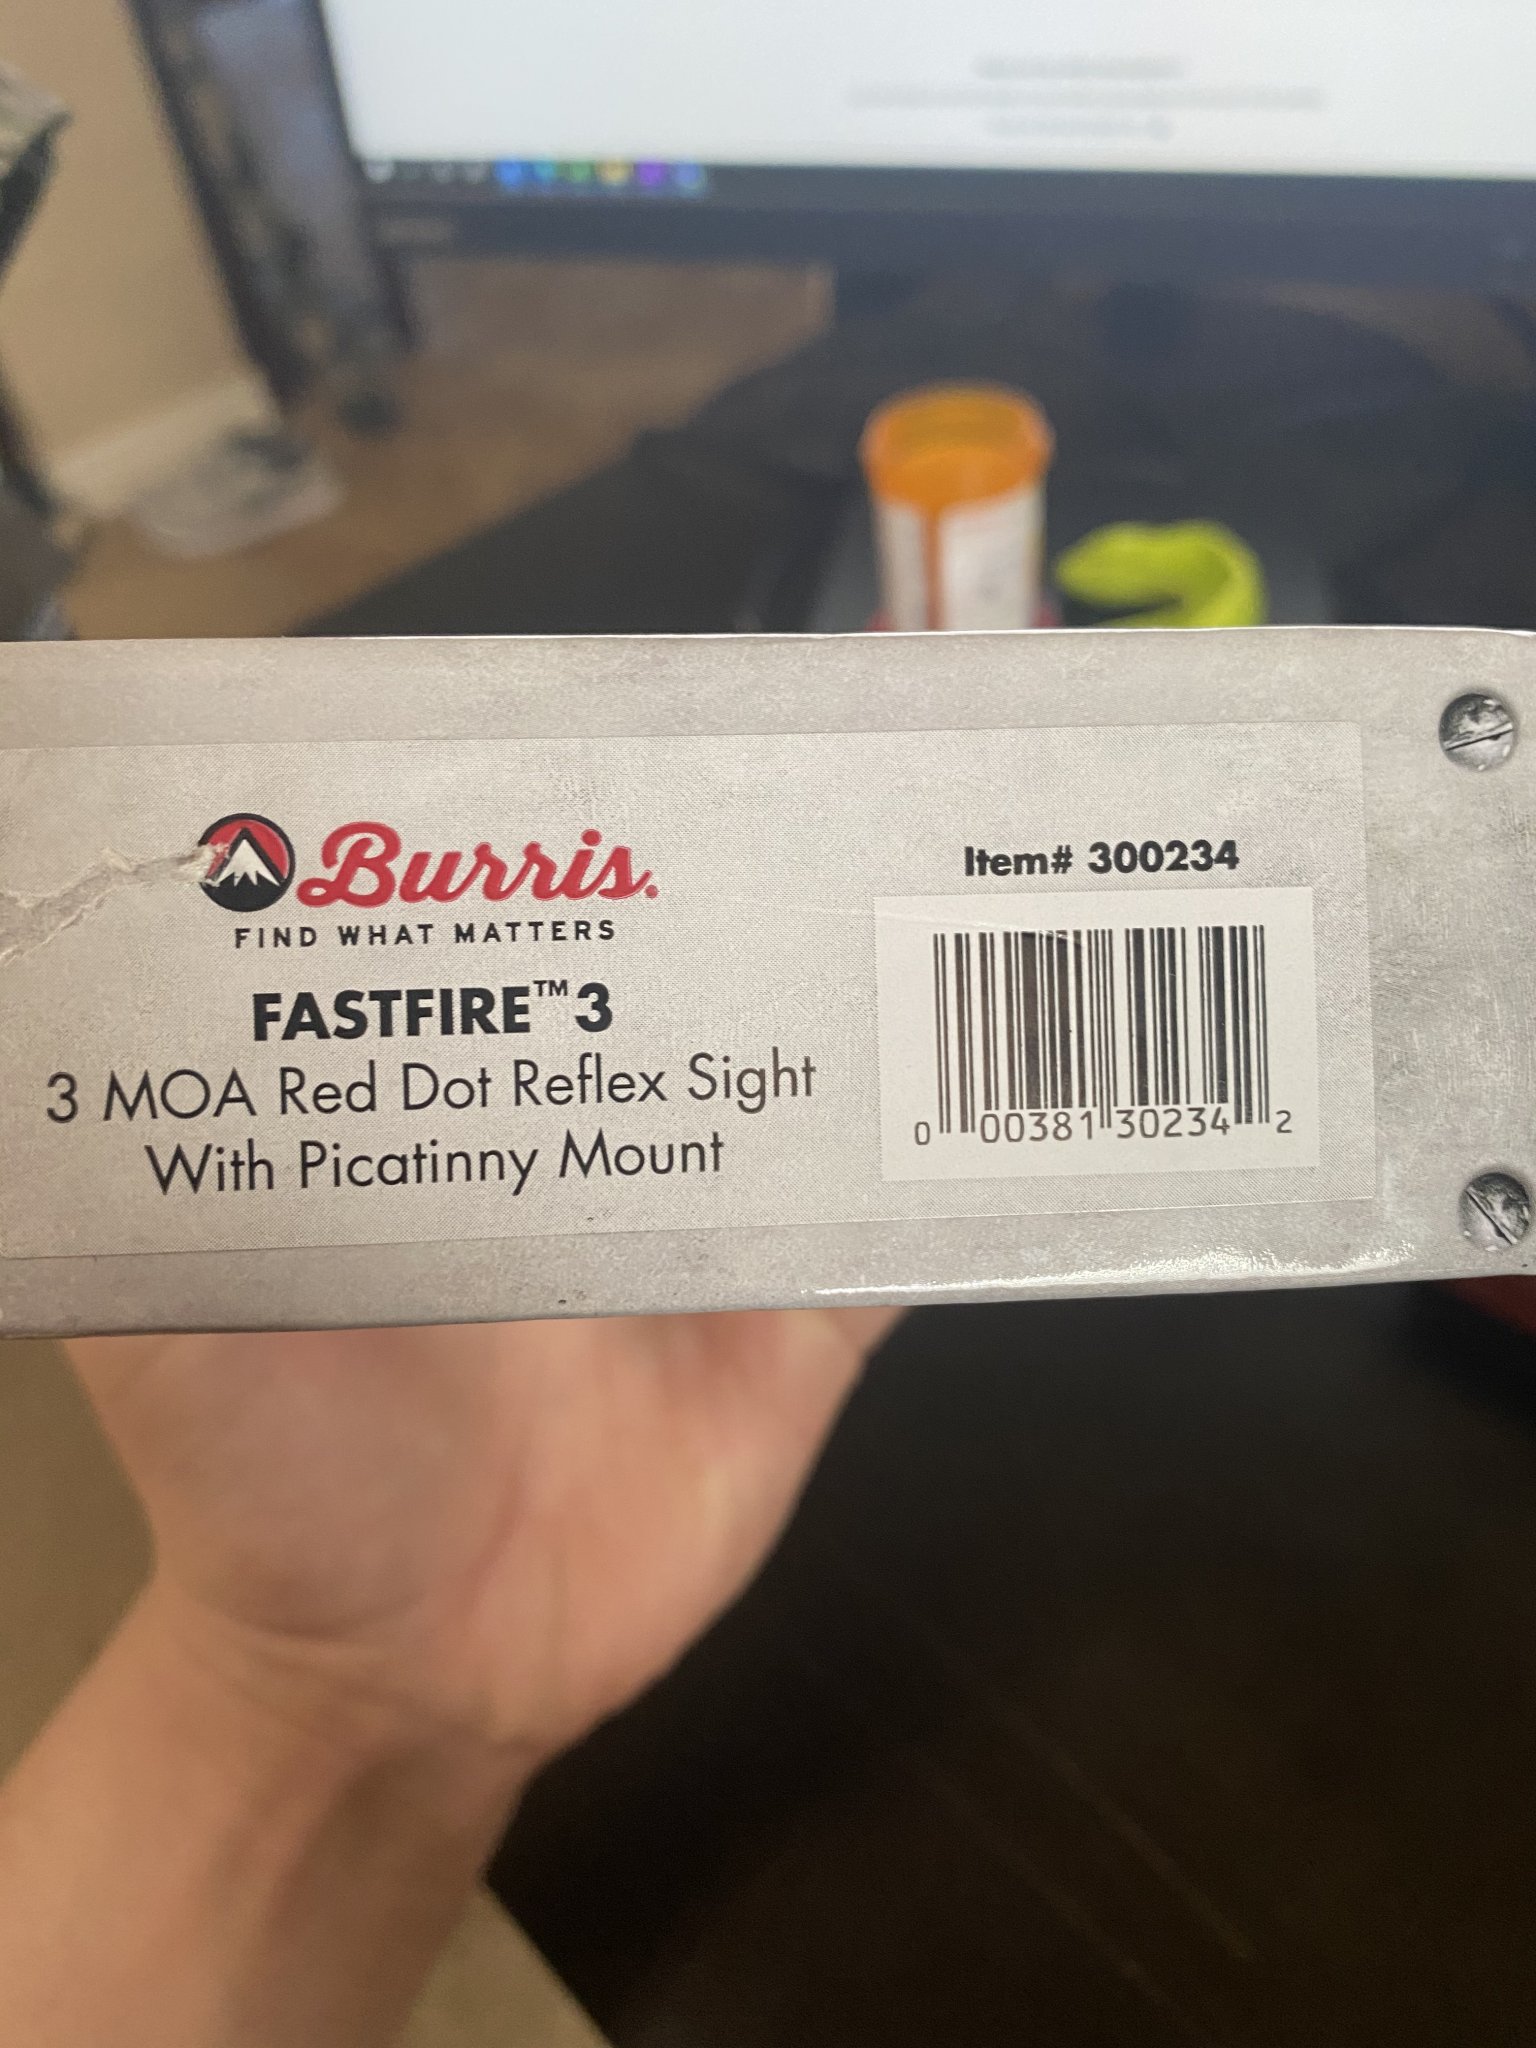 Burris.
FIND WHAT MATTERS
FASTFIRE™ 3
3 MOA Red Dot Reflex Sight
With Picatinny Mount
Item# 300234
0 00381 30234 2